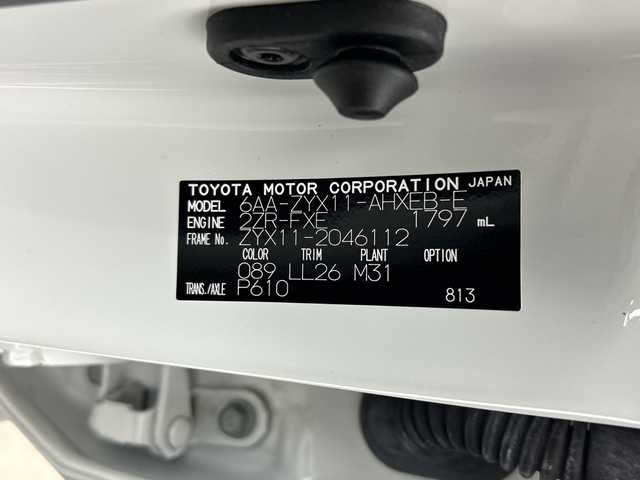 TOYOTA MOTOR CORPORATION JAPAN
MODEL 6AA-ZYX11-AHXEB-E
ENGINE 2ZR-FXE 1797 mL
FRAME No. ZYX11-2046112
COLOR TRIM PLANT OPTION
089 LL26 M31
TRANS./AXLE P610 813